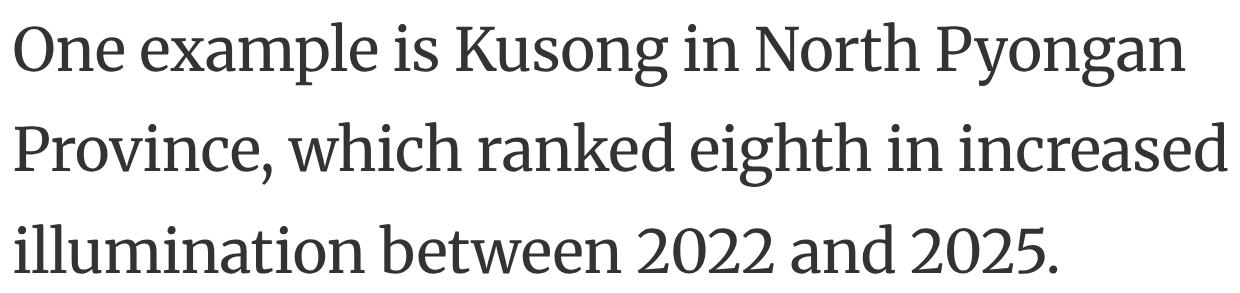 One example is Kusong in North Pyongan
Province, which ranked eighth in increased
illumination between 2022 and 2025.